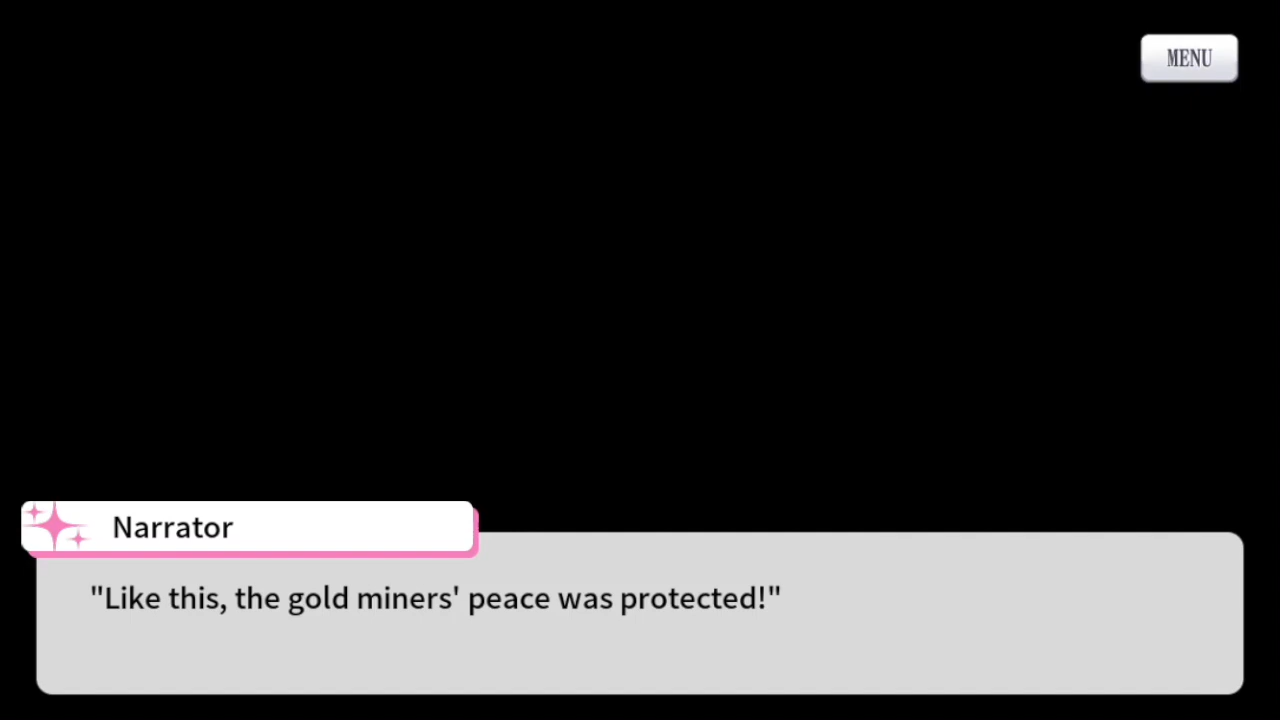 MENU
Narrator
"Like this, the gold miners' peace was protected!"